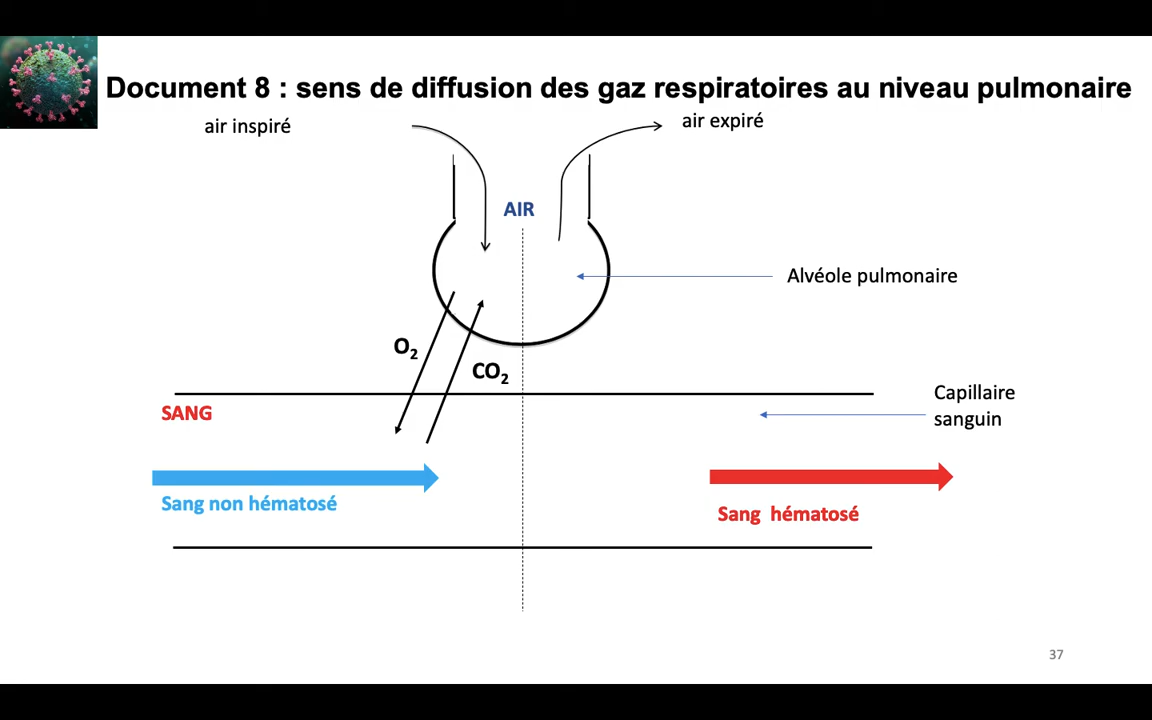 Document 8 : sens de diffusion des gaz respiratoires au niveau pulmonaire
air inspiré
air expiré
AIR
Alvéole pulmonaire
O₂
CO₂
Capillaire
sanguin
SANG
Sang non hématosé
Sang hématosé
37